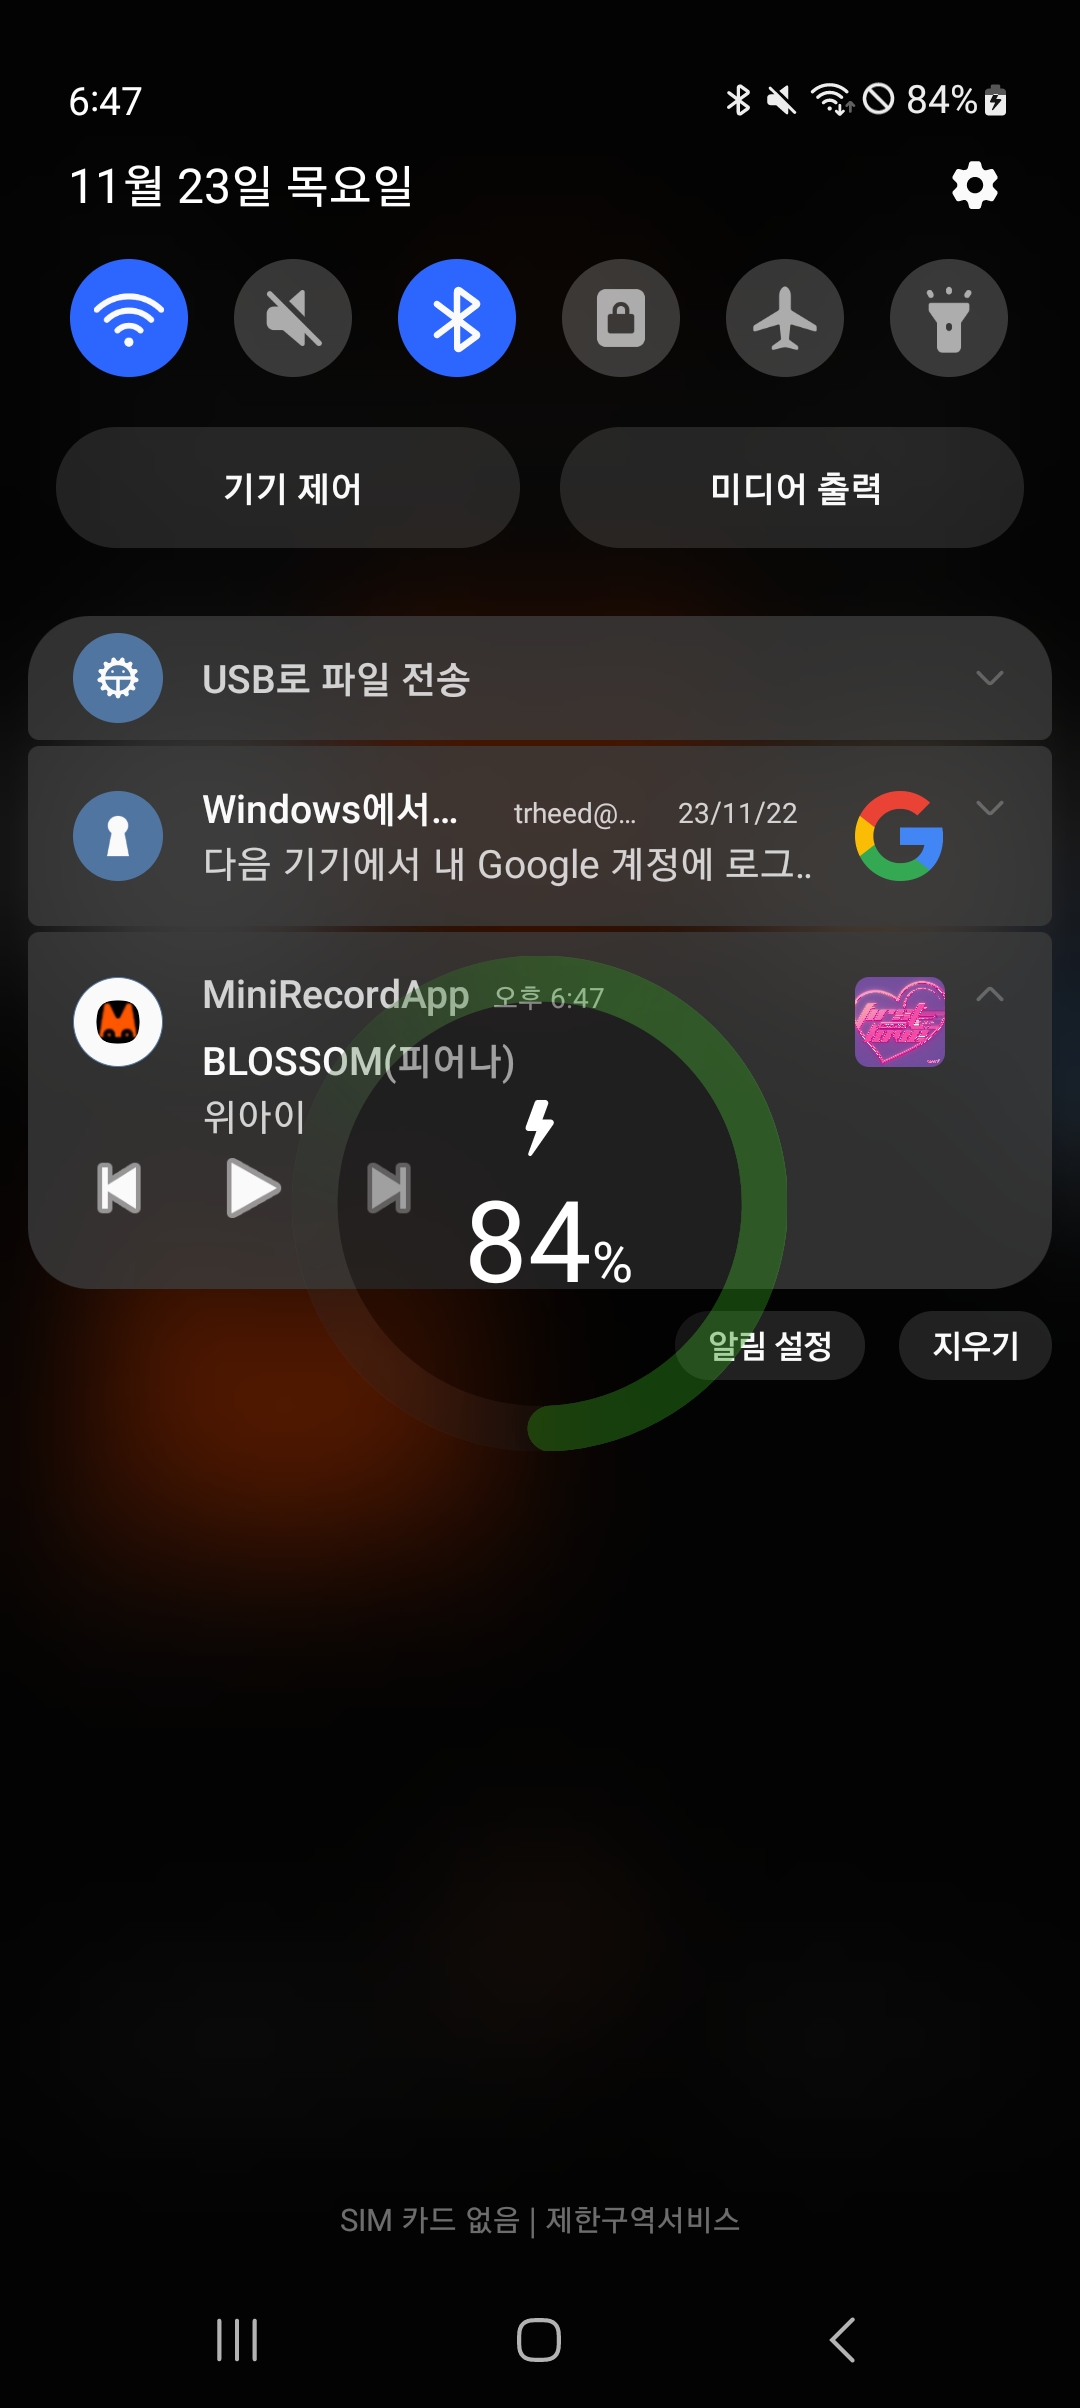 6:47
84%
11월 23일 목요일
기기 제어
미디어 출력
USB로 파일 전송
Windows에서... trheed@... 23/11/22
다음 기기에서 내 Google 계정에 로그..
MiniRecordApp 오후 6:47
BLOSSOM(피어나)
위아이
84%
알림 설정
지우기
SIM 카드 없음 | 제한구역서비스